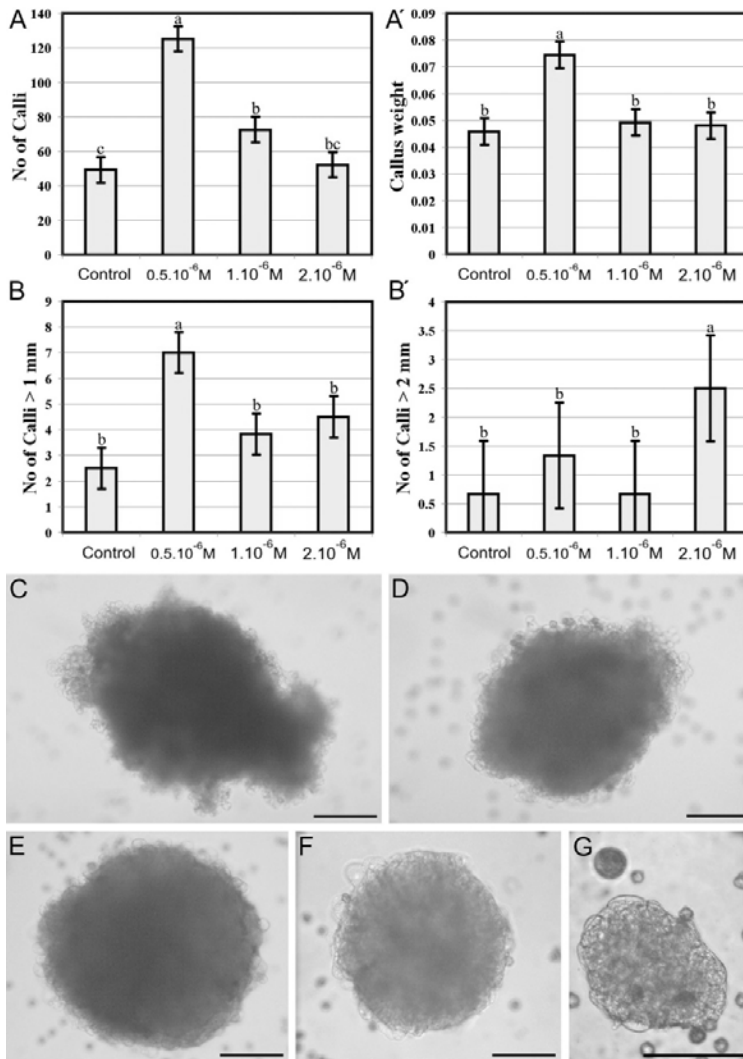 A
No of Calli
140
120
100
80
60
40
20
0
c
a
b
bc
Control 0.5.10⁻⁶M 1.10⁻⁶M 2.10⁻⁶M
A′
Callus weight
0.09
0.08
0.07
0.06
0.05
0.04
0.03
0.02
0.01
0
b
a
b
b
Control 0.5.10⁻⁶M 1.10⁻⁶M 2.10⁻⁶M
B
No of Calli > 1 mm
9
8
7
6
5
4
3
2
1
0
b
a
b
b
Control 0.5.10⁻⁶M 1.10⁻⁶M 2.10⁻⁶M
B′
No of Calli > 2 mm
4
3.5
3
2.5
2
1.5
1
0.5
0
b
b
b
a
Control 0.5.10⁻⁶M 1.10⁻⁶M 2.10⁻⁶M
C
D
E
F
G